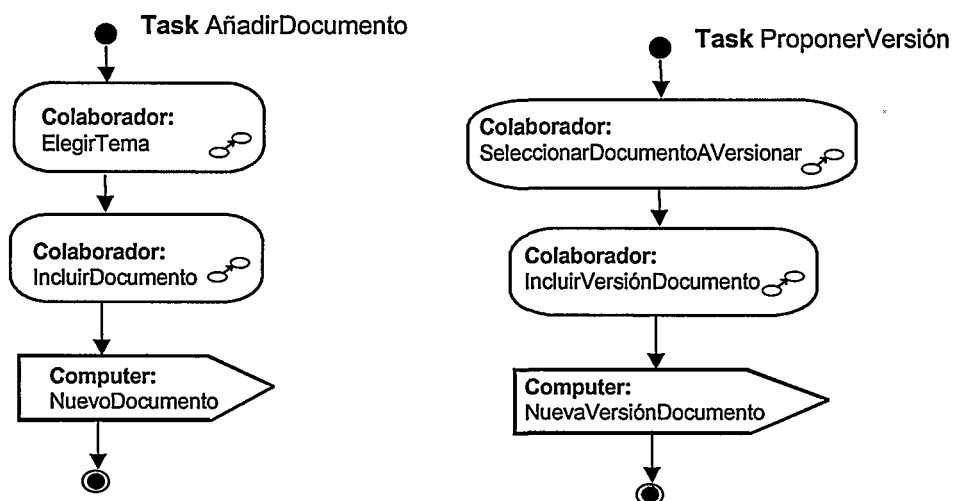 Task AñadirDocumento
Colaborador:
ElegirTema
Colaborador:
IncluirDocumento
Computer:
NuevoDocumento
Task ProponerVersión
Colaborador:
SeleccionarDocumentoAVersionar
Colaborador:
IncluirVersiónDocumento
Computer:
NuevaVersiónDocumento